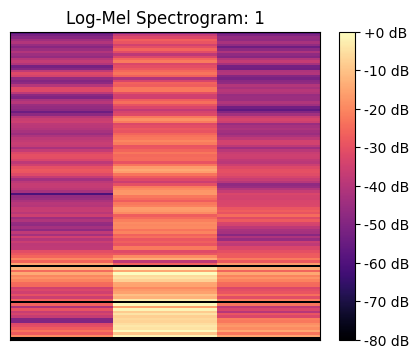 Log-Mel Spectrogram: 1
+0 dB
-10 dB
-20 dB
-30 dB
-40 dB
-50 dB
-60 dB
-70 dB
-80 dB